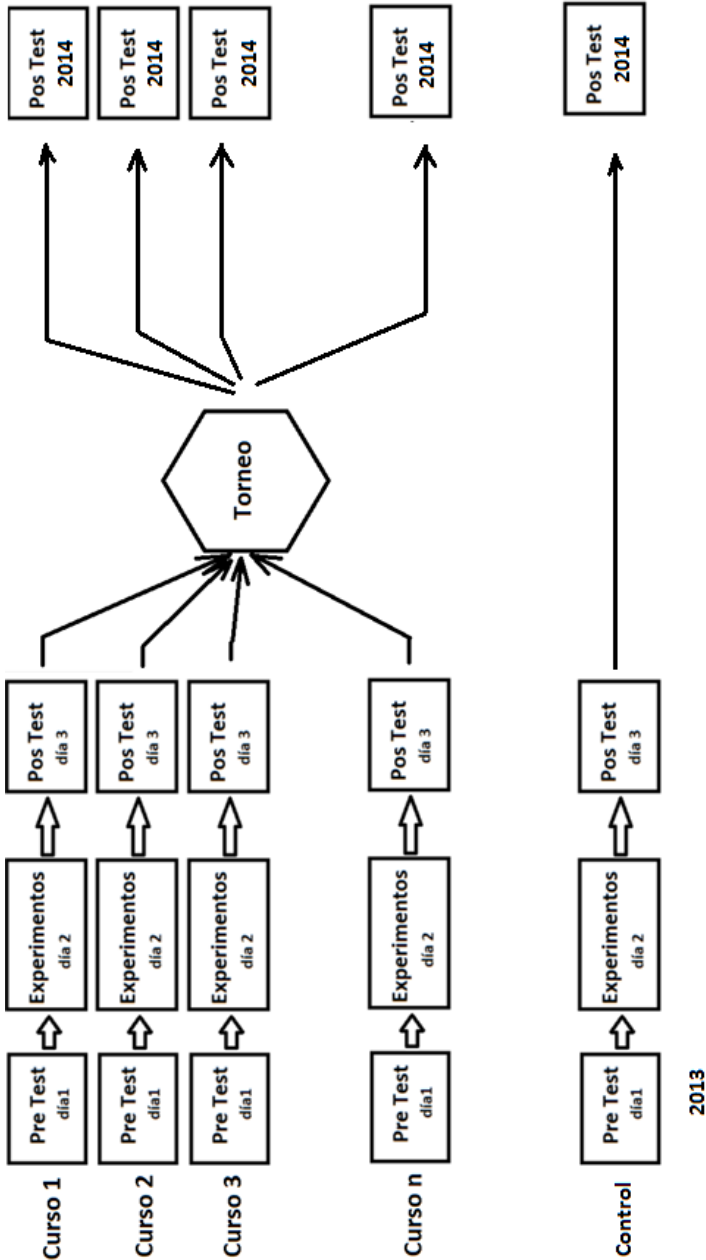 Curso 1
Pre Test
día1
Experimentos
día 2
Pos Test
día 3
Pos Test
2014
Curso 2
Pre Test
día1
Experimentos
día 2
Pos Test
día 3
Pos Test
2014
Curso 3
Pre Test
día1
Experimentos
día 2
Pos Test
día 3
Pos Test
2014
Torneo
Curso n
Pre Test
día1
Experimentos
día 2
Pos Test
día 3
Pos Test
2014
Control
Pre Test
día1
Experimentos
día 2
Pos Test
día 3
Pos Test
2014
2013